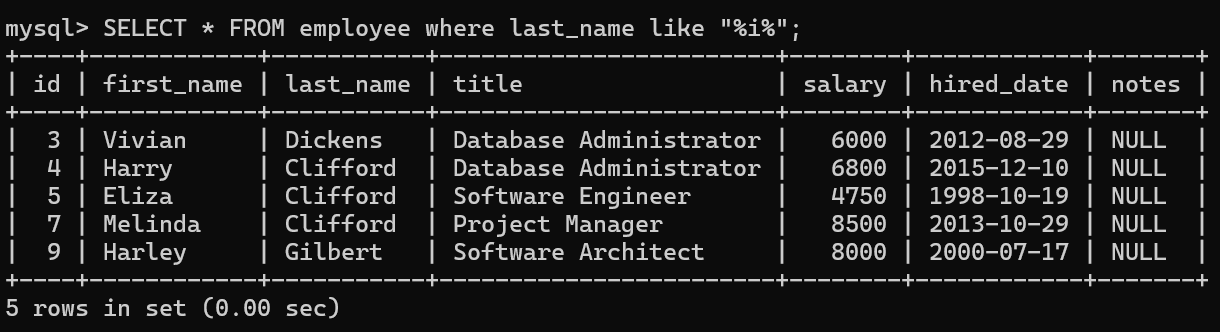 mysql> SELECT * FROM employee where last_name like "%i%";
+----+------------+-----------+------------------------+--------+------------+-------+
| id | first_name | last_name | title                  | salary | hired_date | notes |
+----+------------+-----------+------------------------+--------+------------+-------+
|  3 | Vivian     | Dickens   | Database Administrator |   6000 | 2012-08-29 | NULL  |
|  4 | Harry      | Clifford  | Database Administrator |   6800 | 2015-12-10 | NULL  |
|  5 | Eliza      | Clifford  | Software Engineer      |   4750 | 1998-10-19 | NULL  |
|  7 | Melinda    | Clifford  | Project Manager        |   8500 | 2013-10-29 | NULL  |
|  9 | Harley     | Gilbert   | Software Architect     |   8000 | 2000-07-17 | NULL  |
+----+------------+-----------+------------------------+--------+------------+-------+
5 rows in set (0.00 sec)